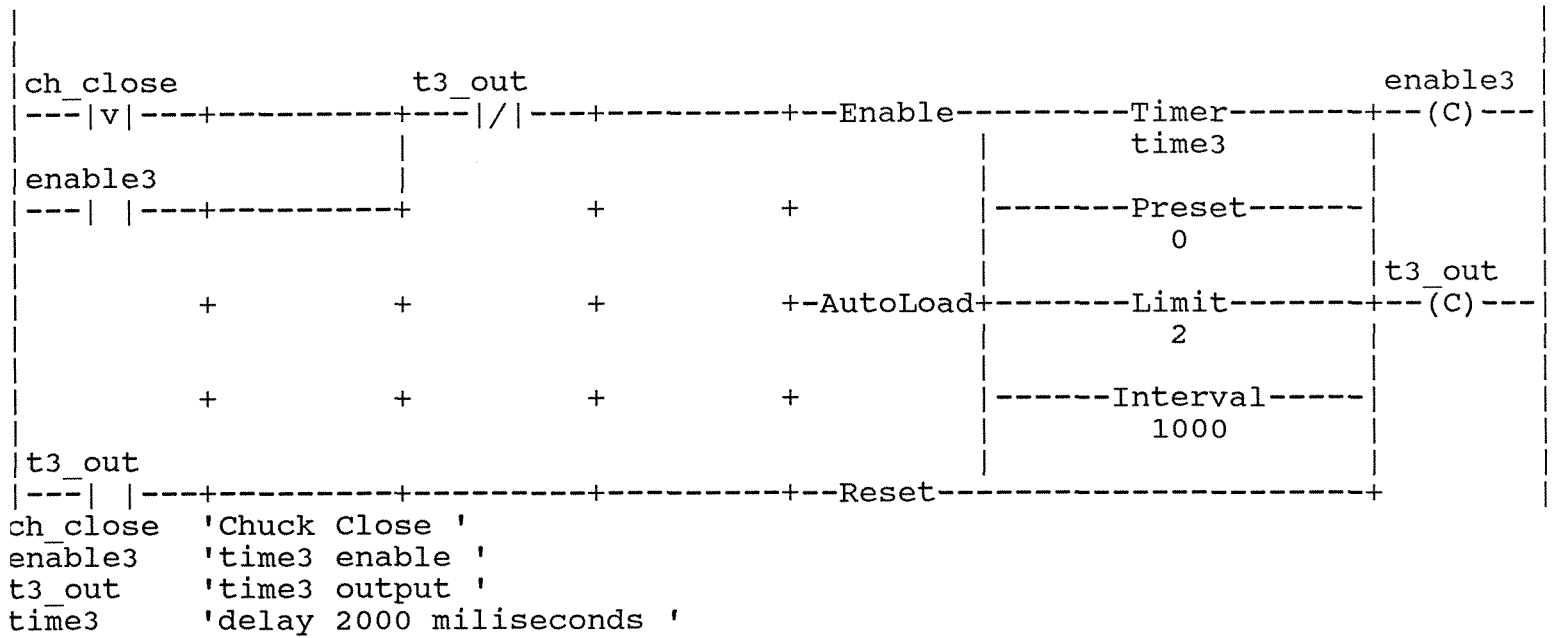 ch_close t3_out enable3
---|v|---+----------+---|/|---+----------+--Enable---------Timer-------+--(C)---
time3
enable3
---| |---+----------+ + + |-------Preset------|
0
t3_out
+ + + +-AutoLoad+-------Limit-------+--(C)---
2
+ + + + |------Interval-----|
1000
t3_out
---| |---+----------+----------+----------+--Reset-----------------------+
ch_close 'Chuck Close '
enable3 'time3 enable '
t3_out 'time3 output '
time3 'delay 2000 miliseconds '